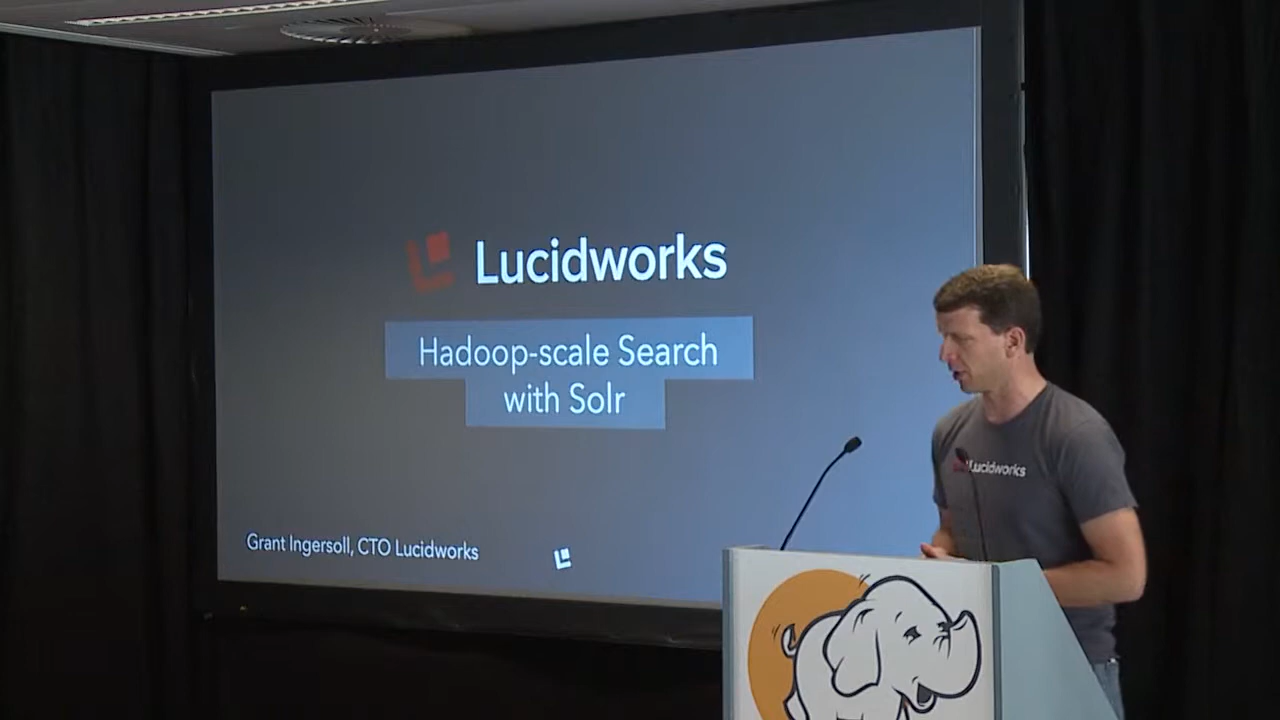 Lucidworks
Hadoop-scale Search
with Solr
Grant Ingersoll, CTO Lucidworks
Lucidworks